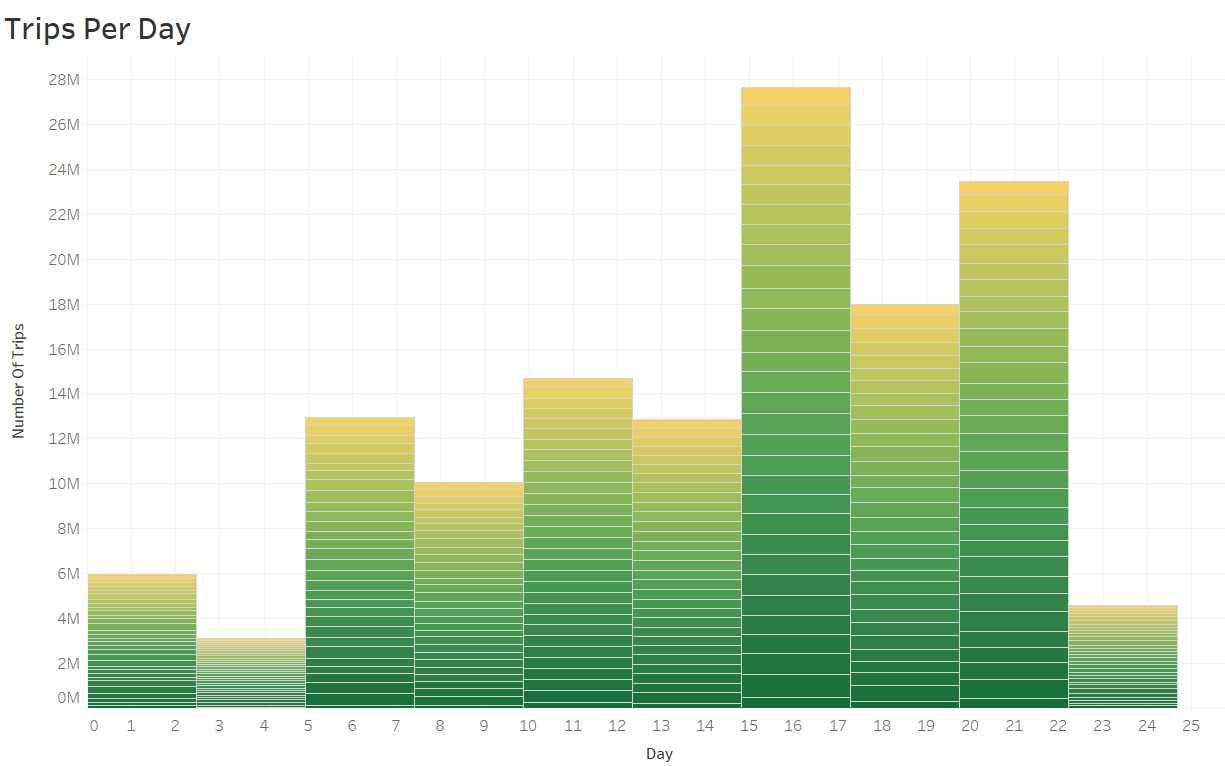 Trips Per Day
28M
26M
24M
22M
20M
18M
16M
14M
12M
10M
8M
6M
4M
2M
0M
Number Of Trips
0 1 2 3 4 5 6 7 8 9 10 11 12 13 14 15 16 17 18 19 20 21 22 23 24 25
Day